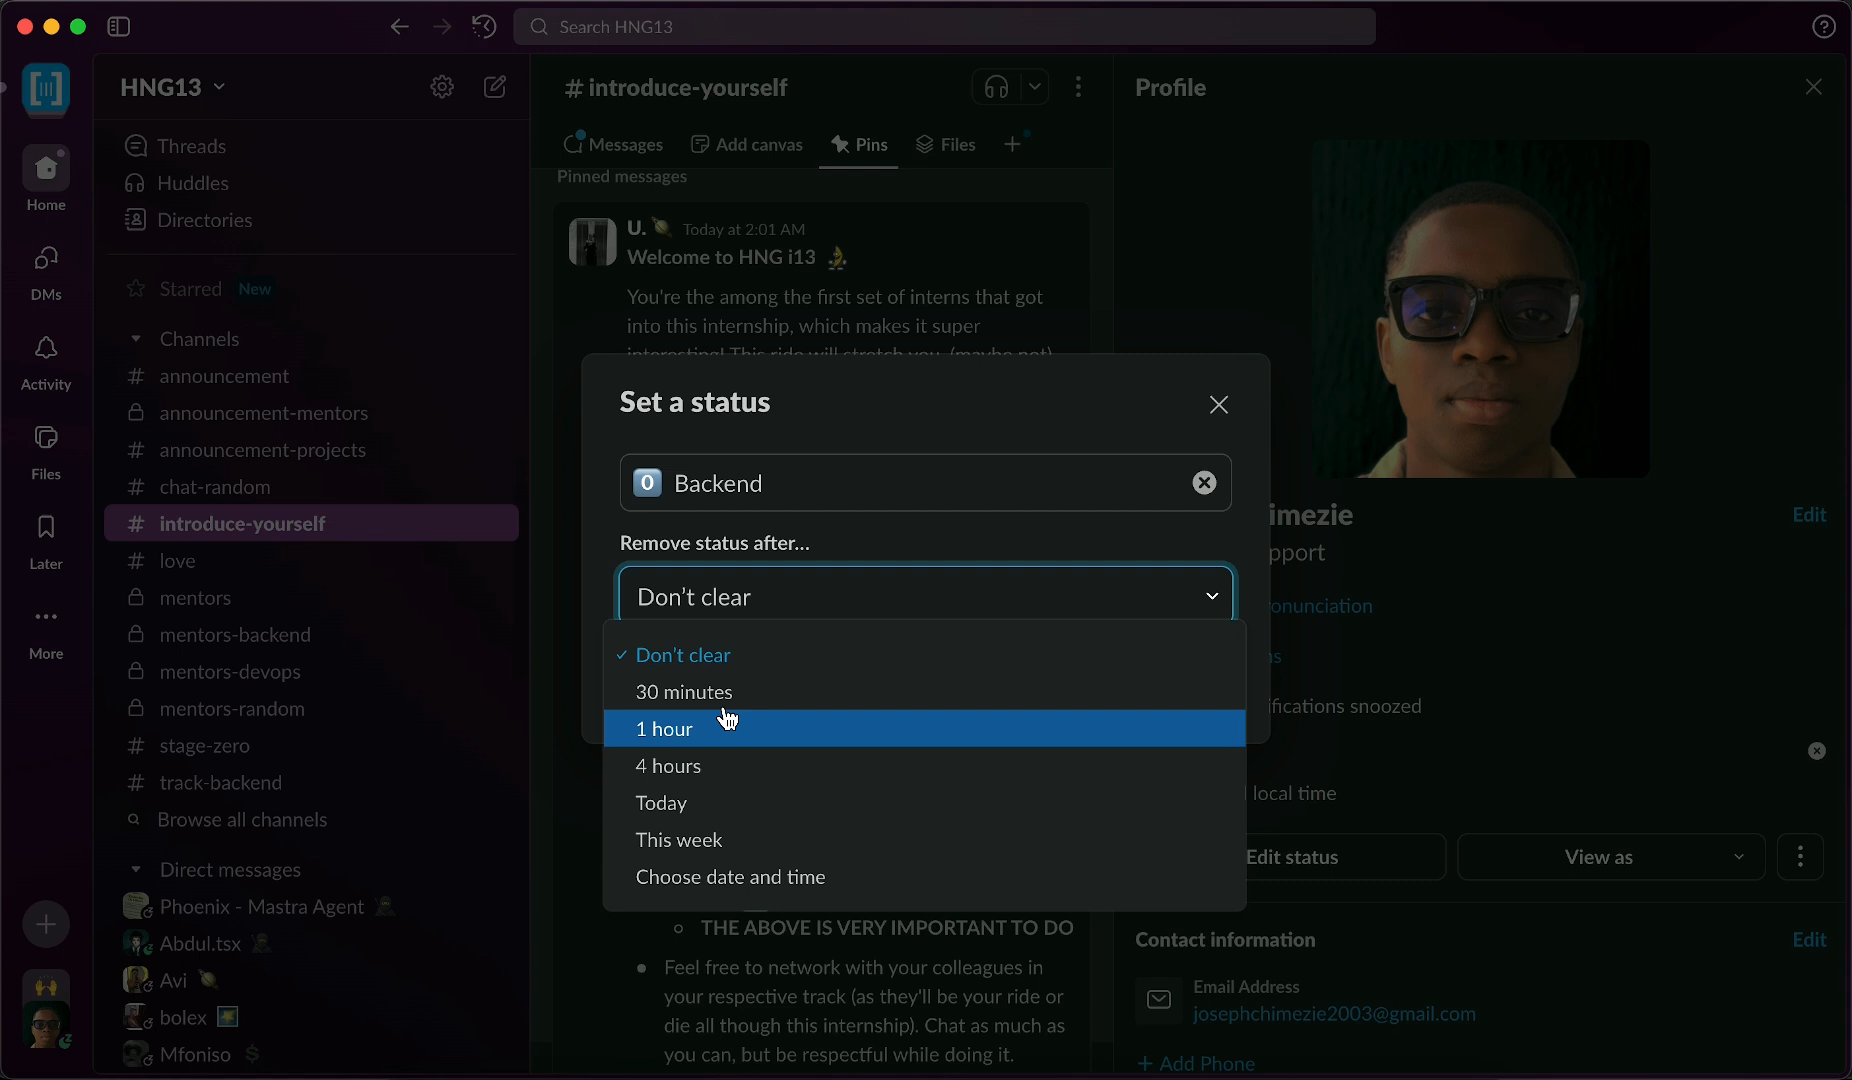 Search HNG13
HNG13
Threads
Huddles
Directories
Home
DMs
Activity
Files
Later
More
Starred New
Channels
# announcement
announcement-mentors
# announcement-projects
# chat-random
# introduce-yourself
# love
mentors
mentors-backend
mentors-devops
mentors-random
# stage-zero
# track-backend
Browse all channels
Direct messages
Phoenix - Mastra Agent
Abdul.tsx
Avi
bolex
Mfoniso
# introduce-yourself
Messages
Add canvas
Pins
Files
Pinned messages
U. Today at 2:01 AM
Welcome to HNG i13
You're the among the first set of interns that got
into this internship, which makes it super
interesting! This ride will stretch you, (maybe not)
Set a status
0 Backend
Remove status after...
Don't clear
✓ Don't clear
30 minutes
1 hour
4 hours
Today
This week
Choose date and time
THE ABOVE IS VERY IMPORTANT TO DO
Feel free to network with your colleagues in
your respective track (as they'll be your ride or
die all though this internship). Chat as much as
you can, but be respectful while doing it.
Profile
imezie
Edit
pport
onunciation
ifications snoozed
local time
Edit status
View as
Contact information
Edit
Email Address
josephchimezie2003@gmail.com
+ Add Phone